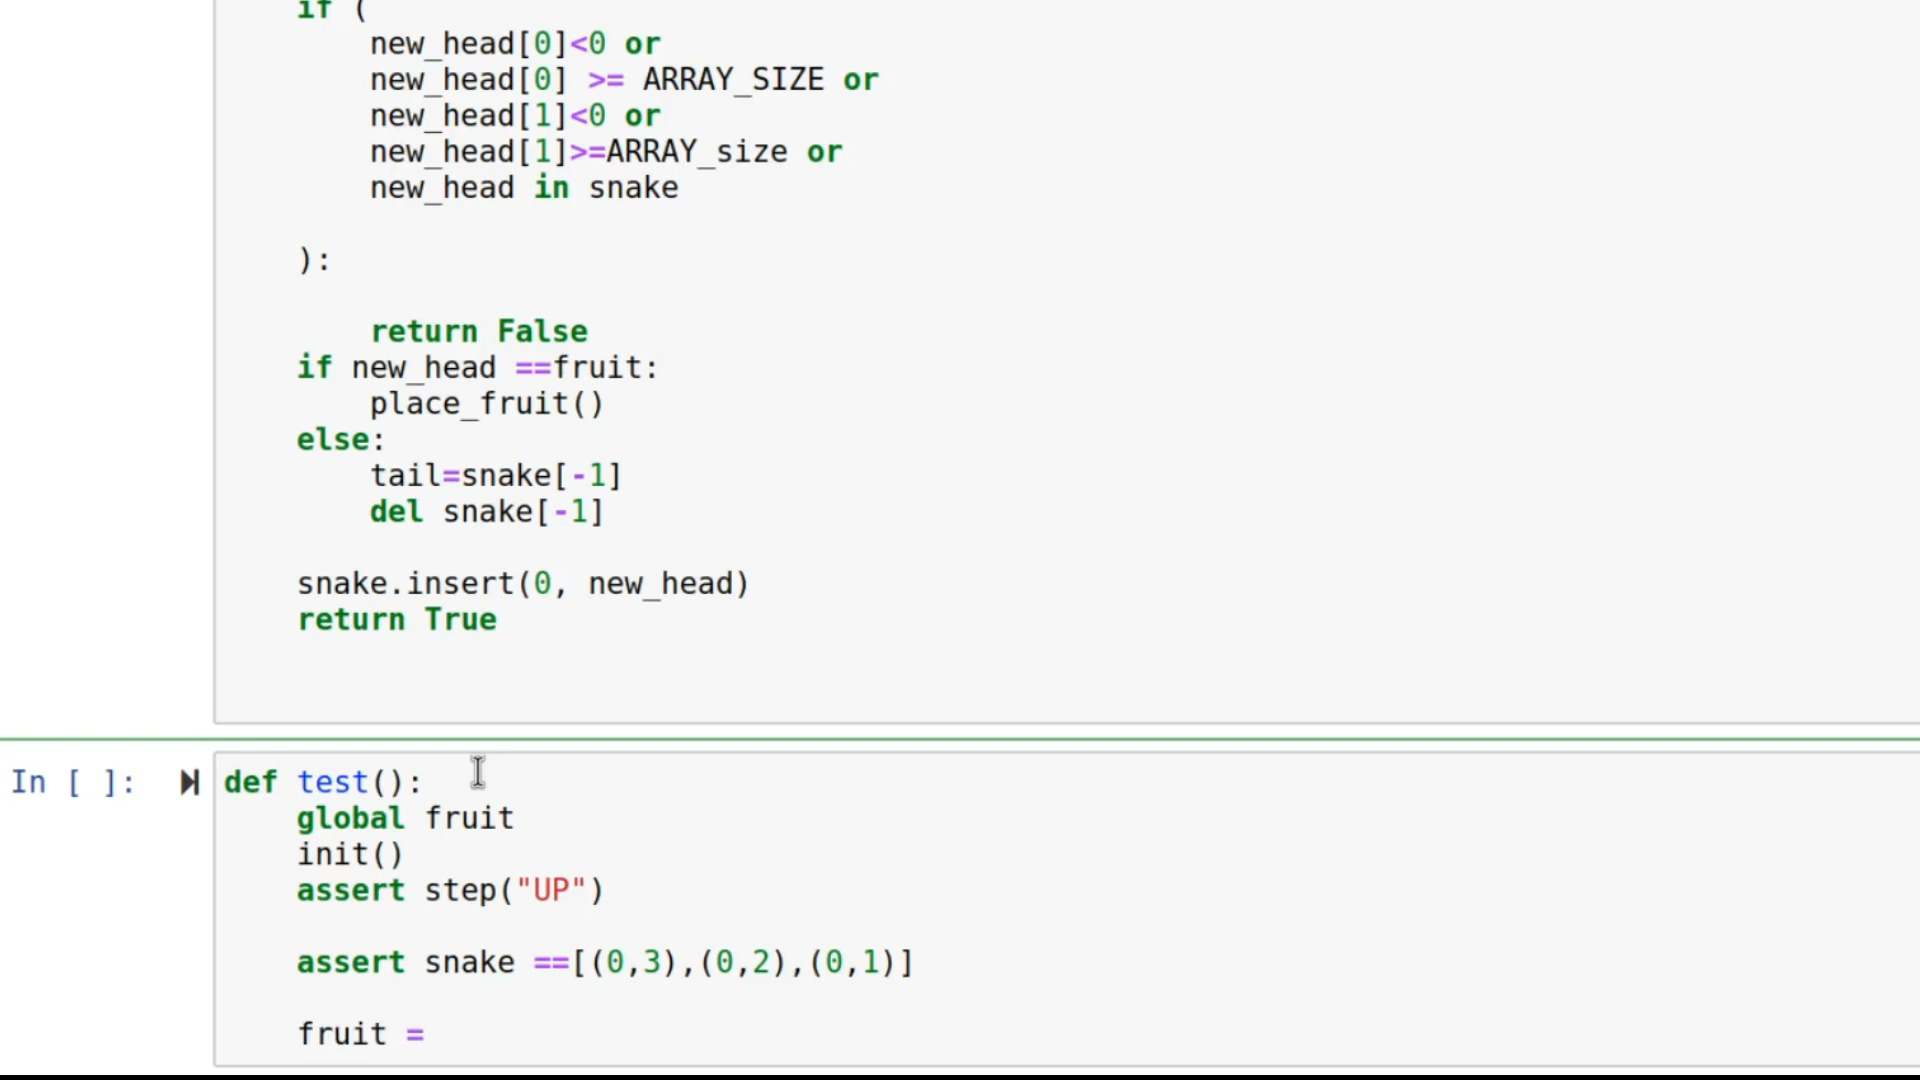 if (
new_head[0]<0 or
new_head[0] >= ARRAY_SIZE or
new_head[1]<0 or
new_head[1]>=ARRAY_size or
new_head in snake
):
return False
if new_head ==fruit:
place_fruit()
else:
tail=snake[-1]
del snake[-1]
snake.insert(0, new_head)
return True
In [ ]: def test():
global fruit
init()
assert step("UP")
assert snake ==[(0,3),(0,2),(0,1)]
fruit =